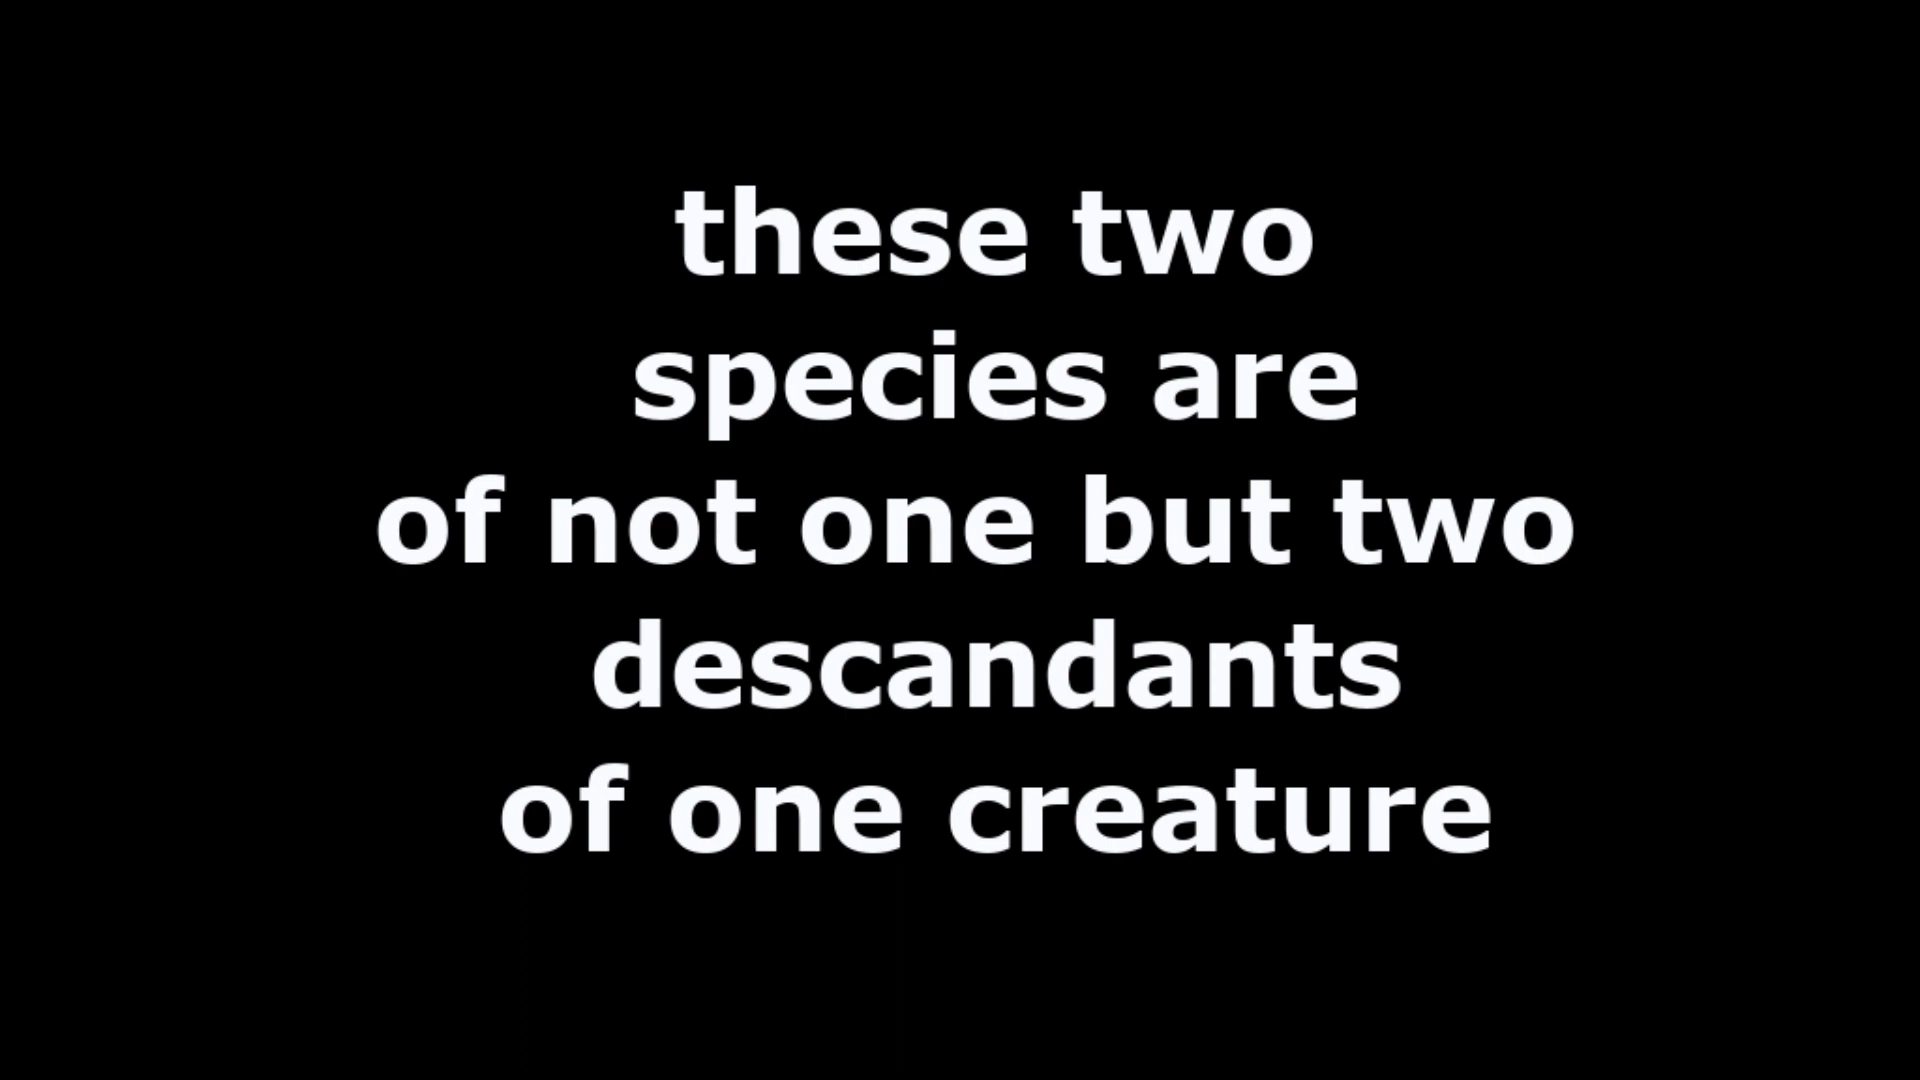 these two
species are
of not one but two
descandants
of one creature